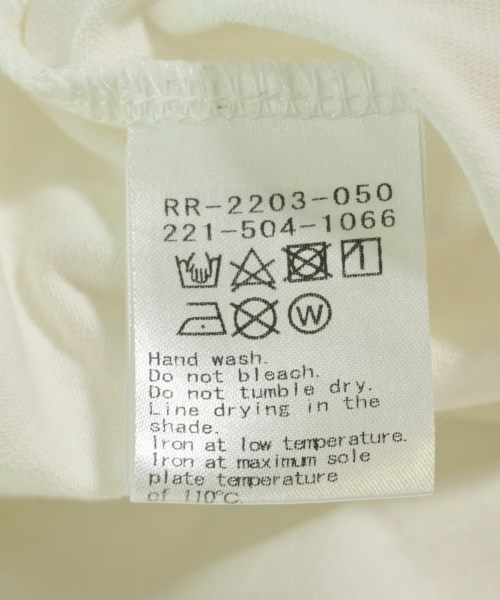 RR-2203-050
221-504-1066
W
Hand wash.
Do not bleach.
Do not tumble dry.
Line drying in the
shade.
Iron at low temperature.
Iron at maximum sole
plate temperature
of 110°C